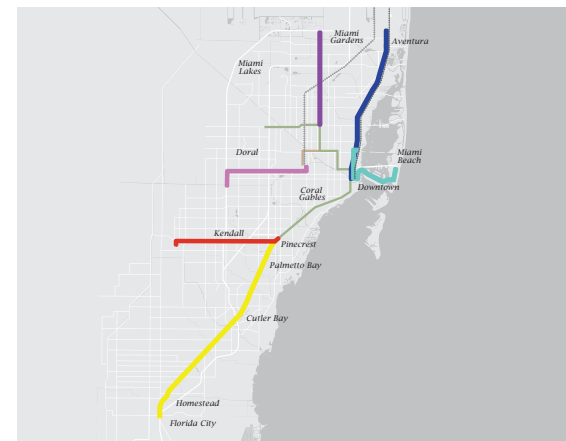 Miami
Gardens
Aventura
Miami
Lakes
Doral
Miami
Beach
Coral
Gables
Downtown
Kendall
Pinecrest
Palmetto Bay
Cutler Bay
Homestead
Florida City